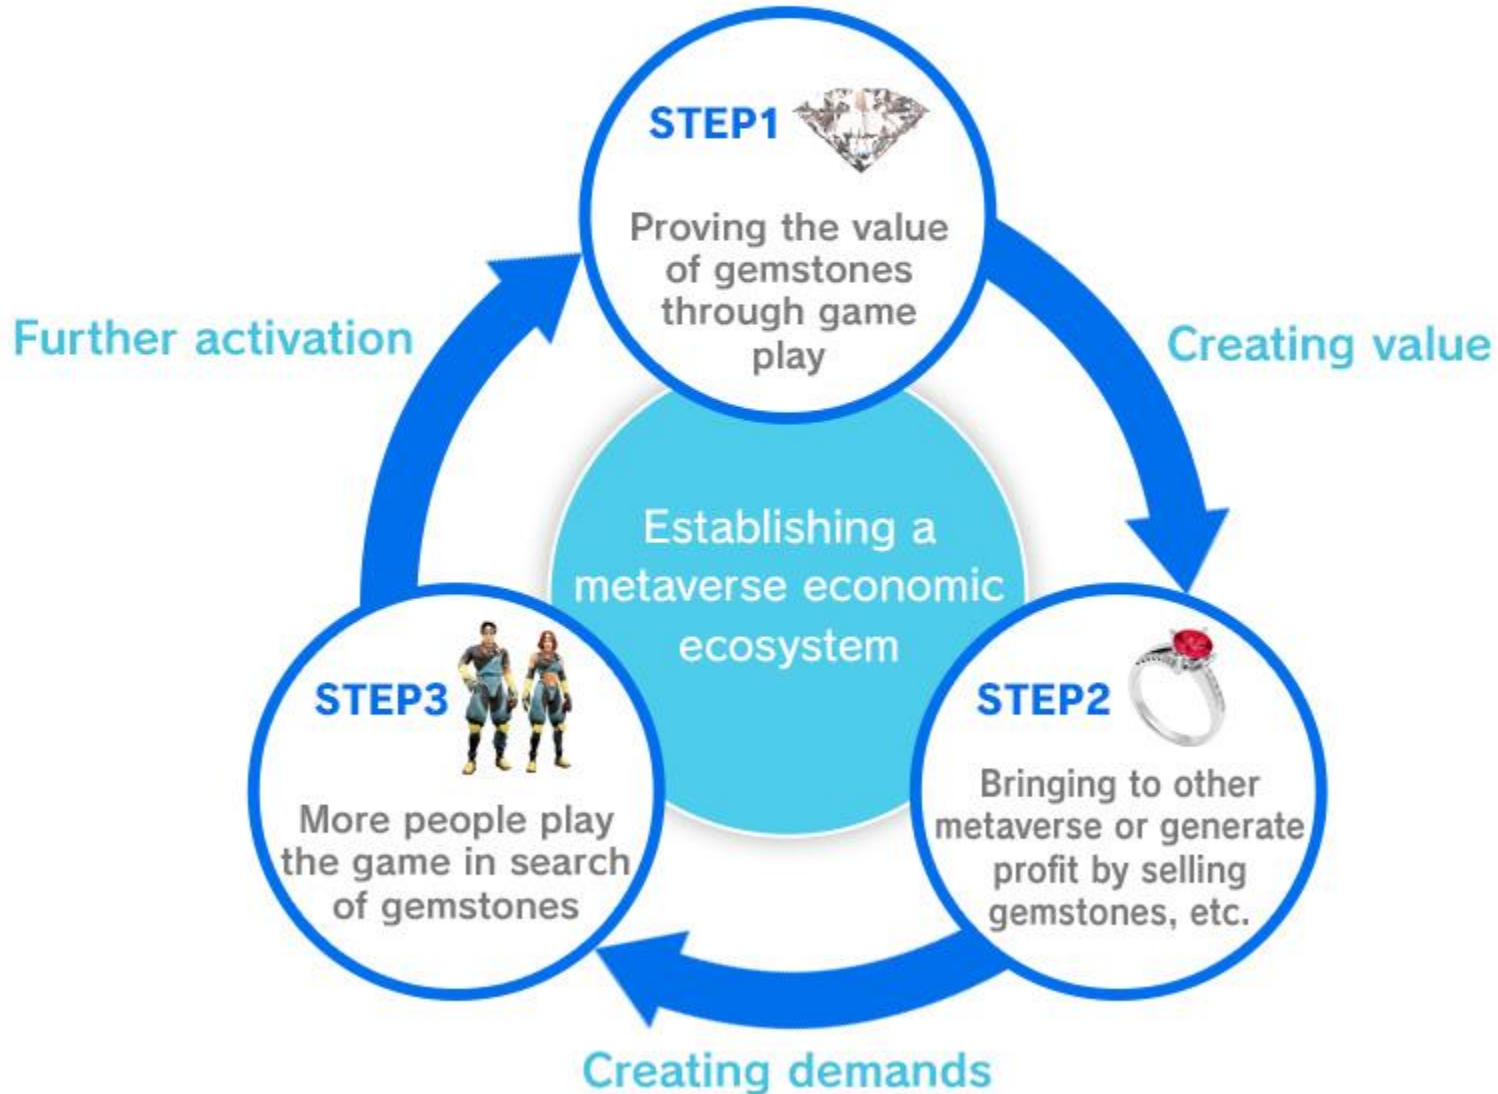 STEP1
Proving the value
of gemstones
through game
play
Further activation
Creating value
Establishing a
metaverse economic
ecosystem
STEP3
More people play
the game in search
of gemstones
STEP2
Bringing to other
metaverse or generate
profit by selling
gemstones, etc.
Creating demands